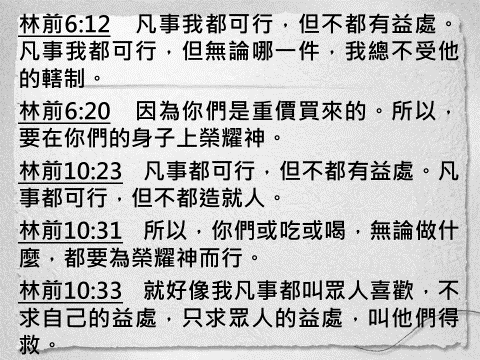 林前6:12　凡事我都可行，但不都有益處。
凡事我都可行，但無論哪一件，我總不受他
的轄制。
林前6:20　因為你們是重價買來的。所以，
要在你們的身子上榮耀神。
林前10:23　凡事都可行，但不都有益處。凡
事都可行，但不都造就人。
林前10:31　所以，你們或吃或喝，無論做什
麼，都要為榮耀神而行。
林前10:33　就好像我凡事都叫眾人喜歡，不
求自己的益處，只求眾人的益處，叫他們得
救。